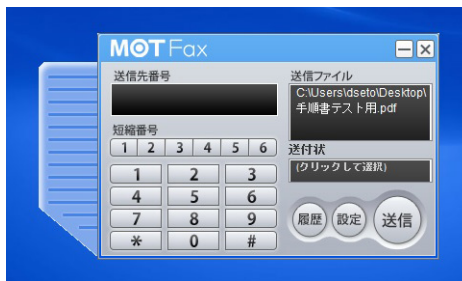 MOT Fax
送信先番号
短縮番号
1 2 3 4 5 6
1 2 3
4 5 6
7 8 9
* 0 #
送信ファイル
C:\Users\dseto\Desktop\
手順書テスト用.pdf
送付状
(クリックして選択)
履歴 設定 送信